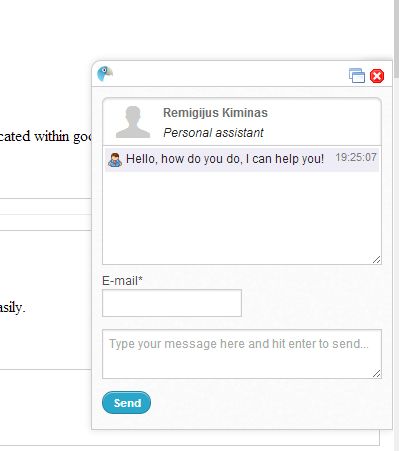 Remigijus Kiminas
Personal assistant
cated within
Hello, how do you do, I can help you! 19:25:07
E-mail*
asily.
Type your message here and hit enter to send...
Send